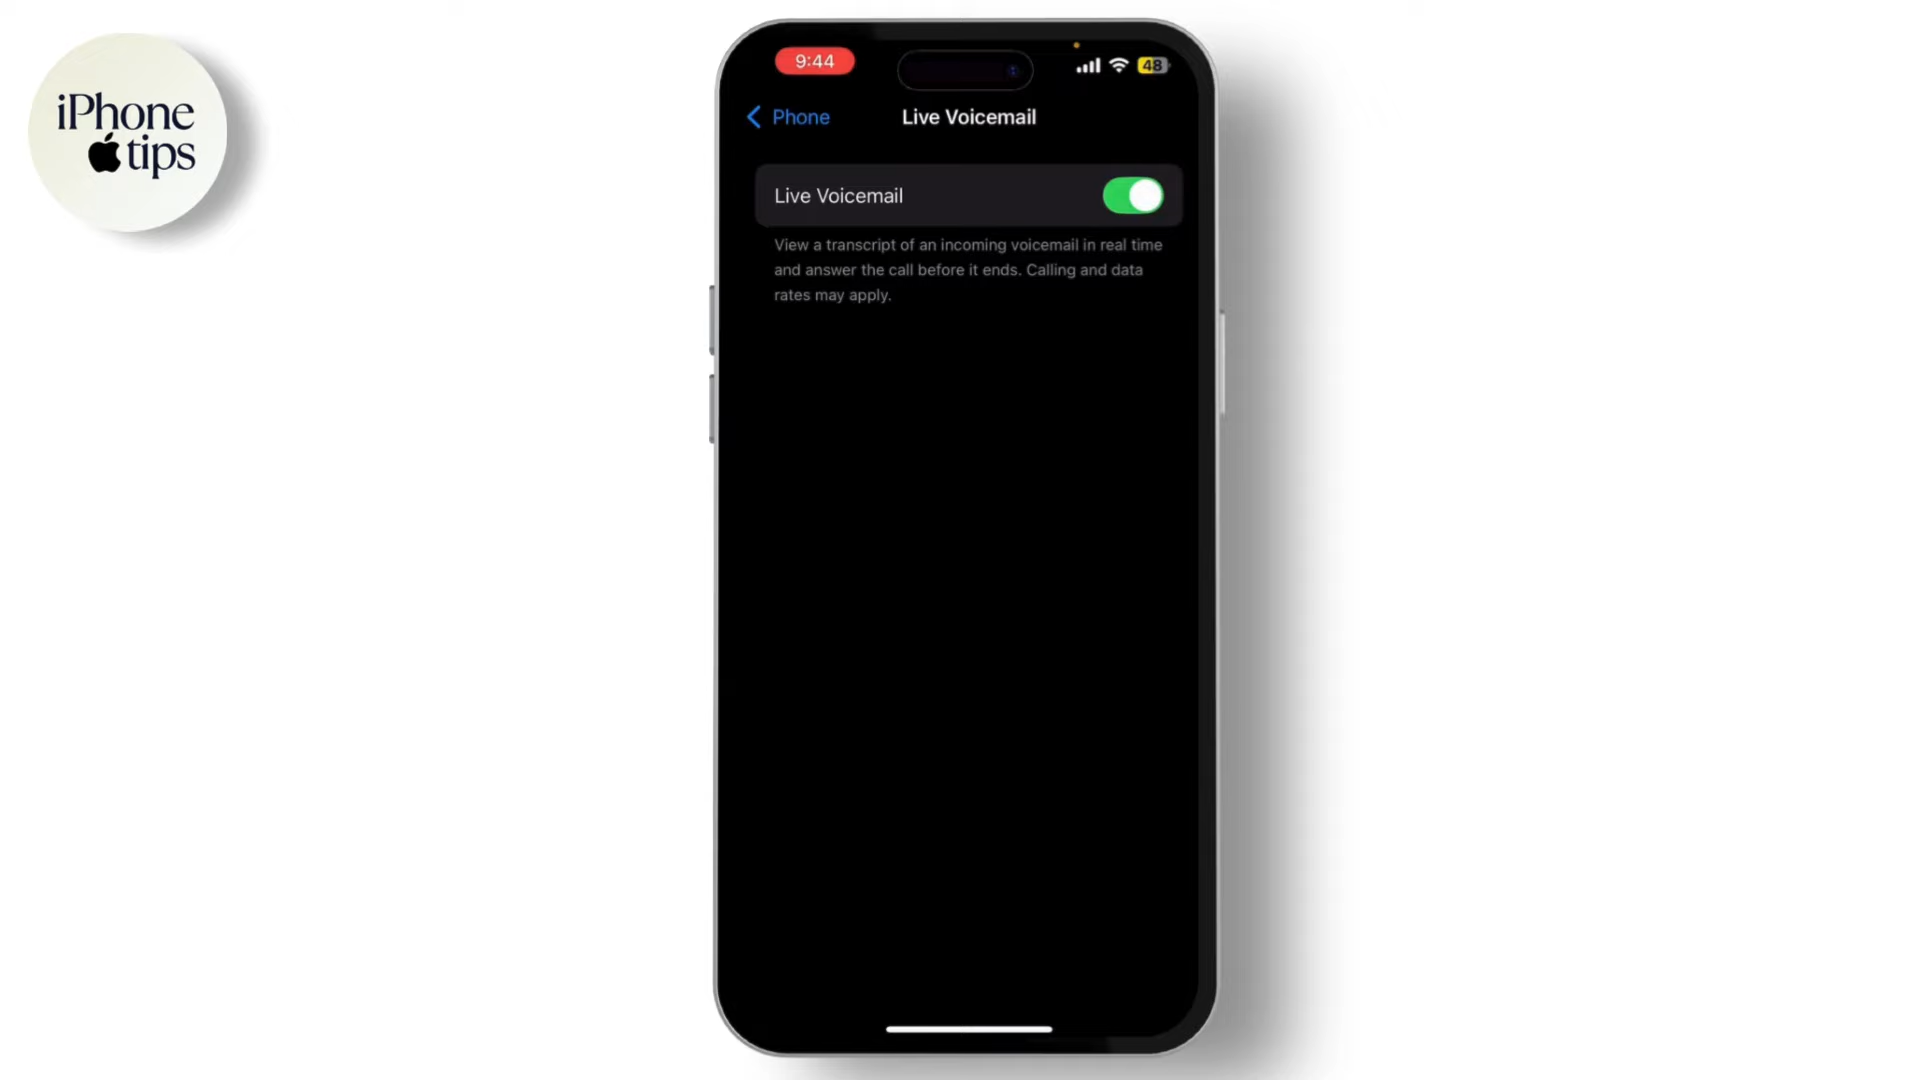 iPhone
tips
9:44
48
Phone
Live Voicemail
Live Voicemail
View a transcript of an incoming voicemail in real time
and answer the call before it ends. Calling and data
rates may apply.